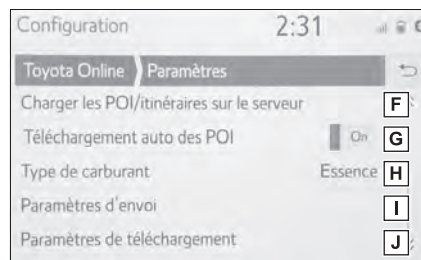 Configuration 2:31
Toyota Online Paramètres
Charger les POI/itinéraires sur le serveur F
Téléchargement auto des POI On G
Type de carburant Essence H
Paramètres d'envoi I
Paramètres de téléchargement J